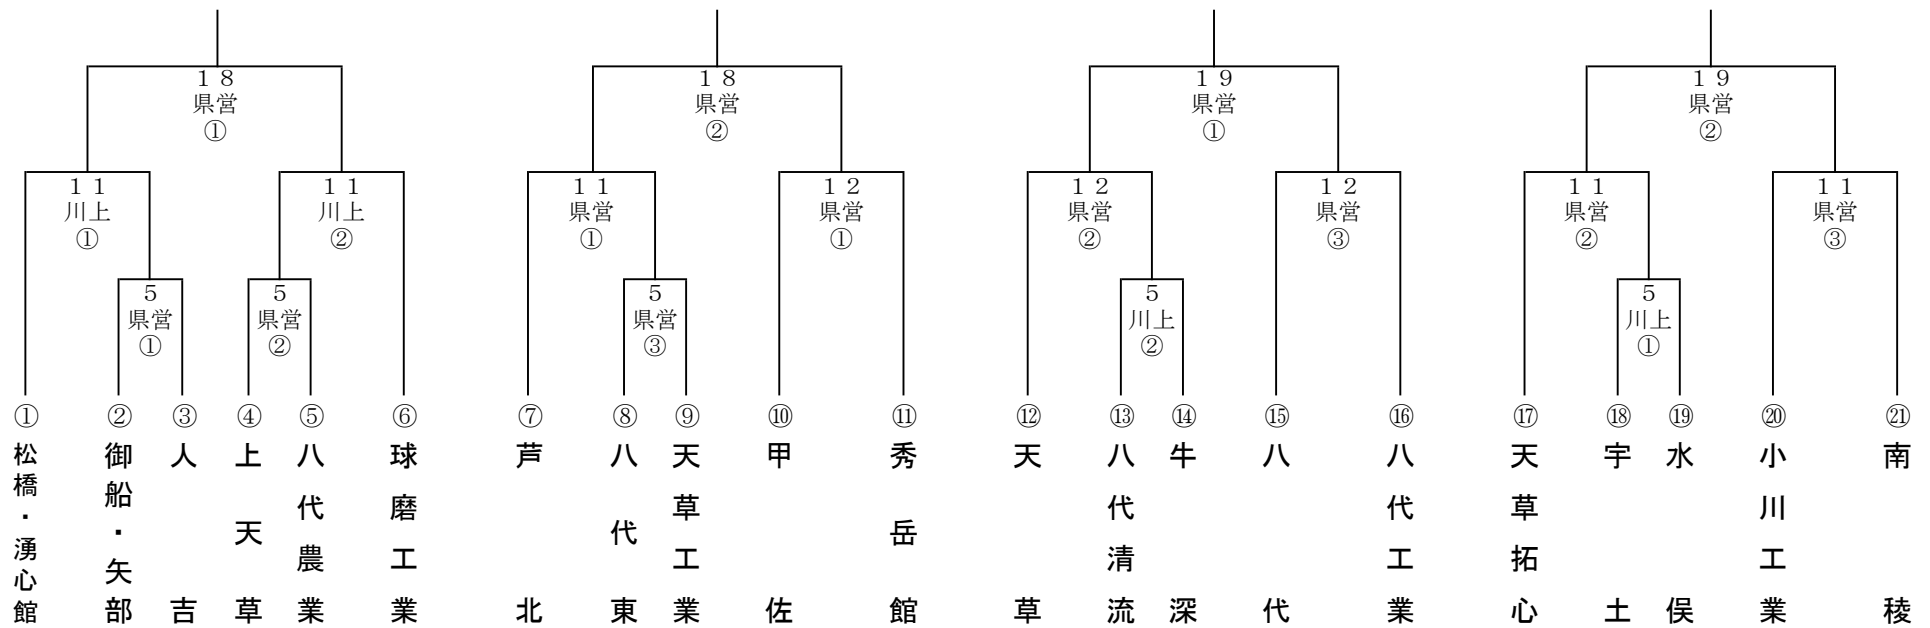 １８ １８ １９ １９
県営 県営 県営 県営
① ② ① ②
１１ １１ １１ １２ １２ １２ １１ １１
川上 川上 県営 県営 県営 県営 県営 県営
① ② ① ① ② ③ ② ③
５ ５ ５ ５ ５
県営 県営 県営 川上 川上
① ② ③ ② ①
① 松橋・湧心館
② 御船・矢部
③ 人吉
④ 上天草
⑤ 八代農業
⑥ 球磨工業
⑦ 芦北
⑧ 八代東
⑨ 天草工業
⑩ 甲佐
⑪ 秀岳館
⑫ 天草
⑬ 八代清流
⑭ 牛深
⑮ 八代
⑯ 八代工業
⑰ 天草拓心
⑱ 宇土
⑲ 水俣
⑳ 小川工業
㉑ 南稜